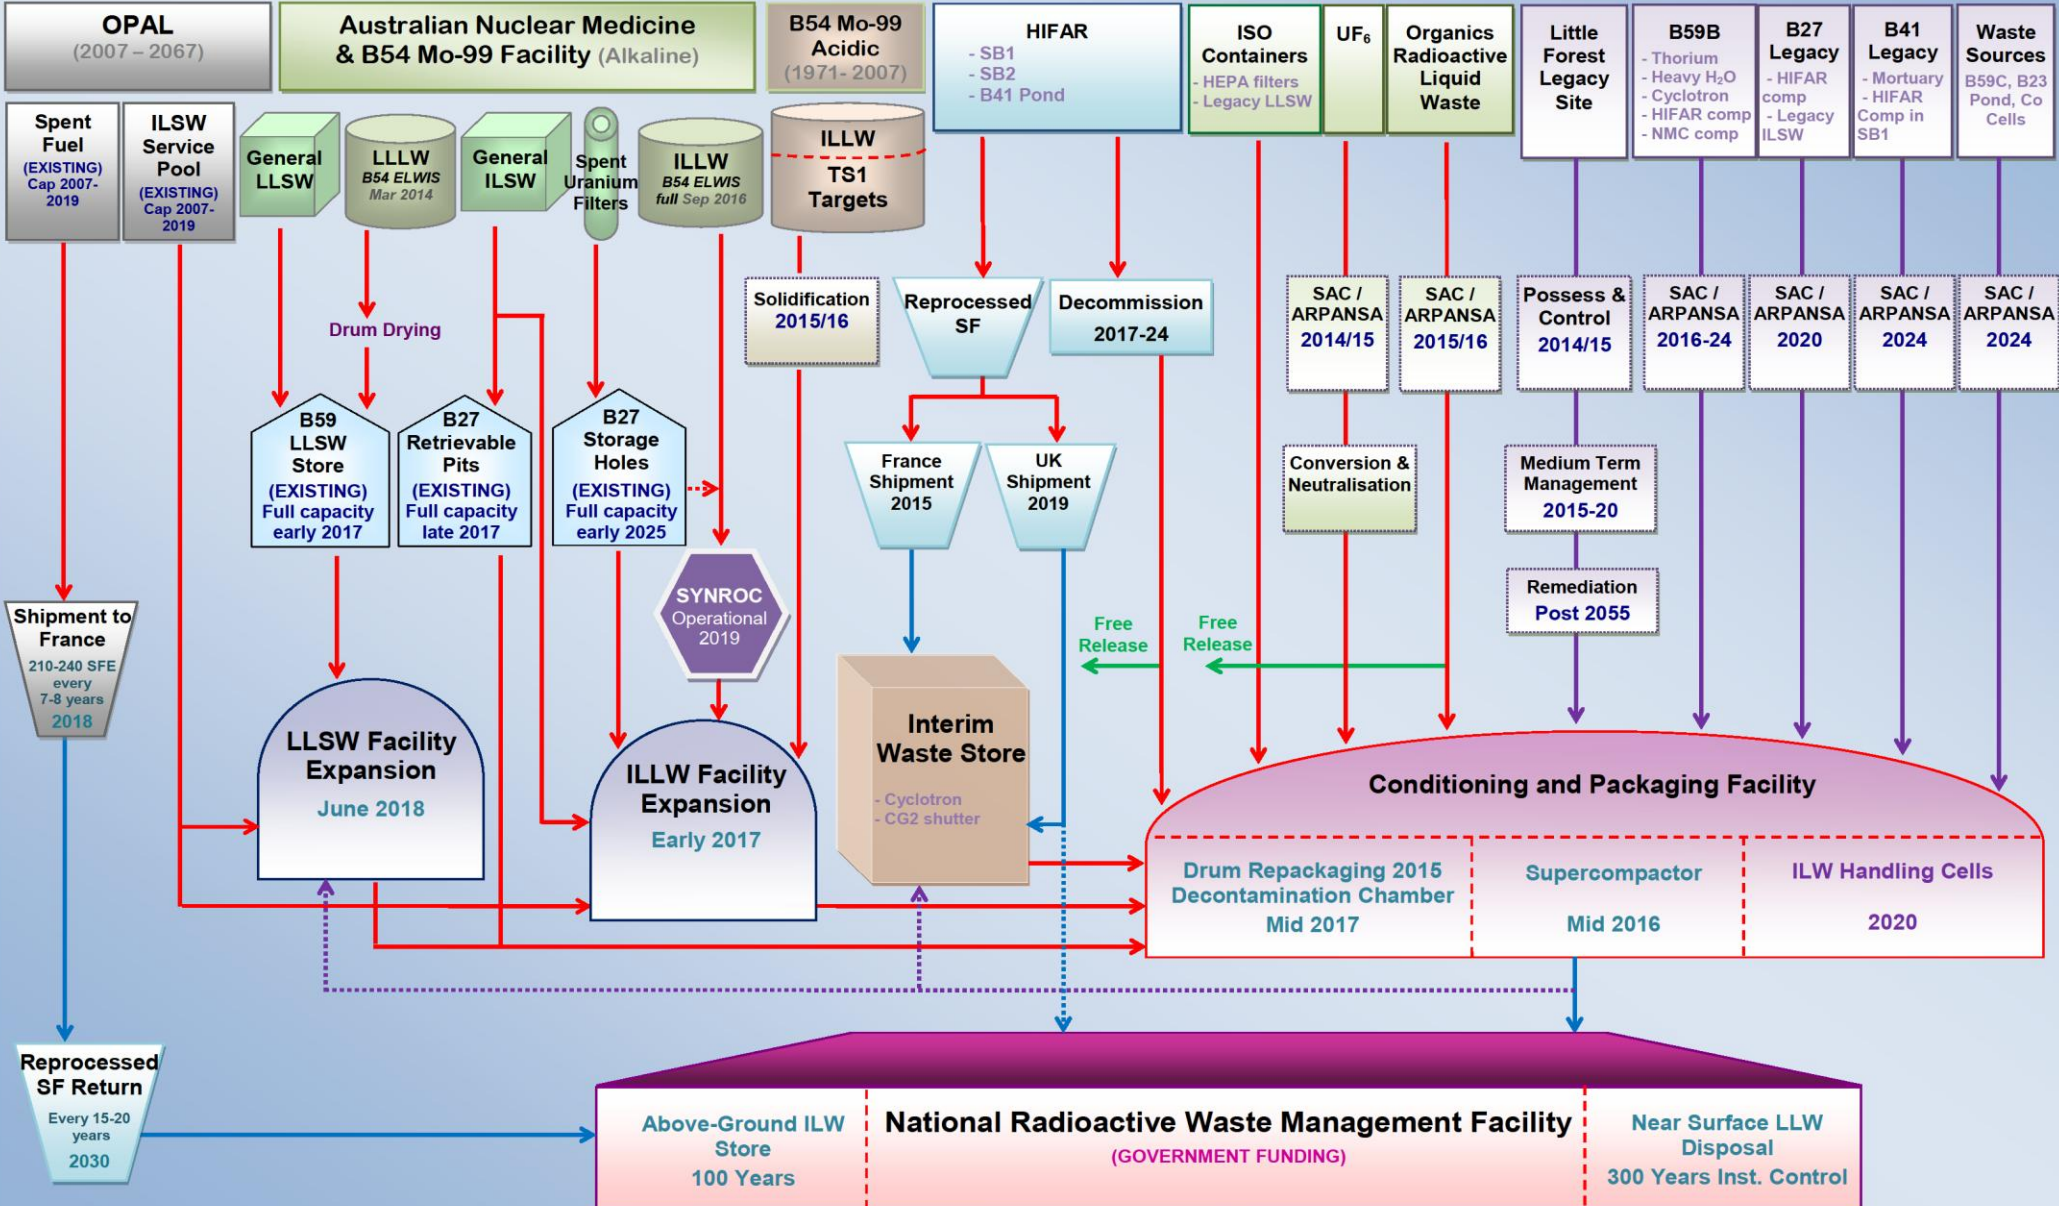 OPAL
(2007 – 2067)
Australian Nuclear Medicine
& B54 Mo-99 Facility (Alkaline)
B54 Mo-99
Acidic
(1971- 2007)
HIFAR
- SB1
- SB2
- B41 Pond
ISO
Containers
- HEPA filters
- Legacy LLSW
UF₆
Organics
Radioactive
Liquid
Waste
Little
Forest
Legacy
Site
B59B
- Thorium
- Heavy H₂O
- Cyclotron
- HIFAR comp
- NMC comp
B27
Legacy
- HIFAR
comp
- Legacy
ILSW
B41
Legacy
- Mortuary
- HIFAR
Comp in
SB1
Waste
Sources
B59C, B23
Pond, Co
Cells
Spent
Fuel
(EXISTING)
Cap 2007-
2019
ILSW
Service
Pool
(EXISTING)
Cap 2007-
2019
General
LLSW
LLLW
B54 ELWIS
Mar 2014
General
ILSW
Spent
Uranium
Filters
ILLW
B54 ELWIS
full Sep 2016
ILLW
TS1
Targets
Drum Drying
Solidification
2015/16
Reprocessed
SF
Decommission
2017-24
SAC /
ARPANSA
2014/15
SAC /
ARPANSA
2015/16
Possess &
Control
2014/15
SAC /
ARPANSA
2016-24
SAC /
ARPANSA
2020
SAC /
ARPANSA
2024
SAC /
ARPANSA
2024
B59
LLSW
Store
(EXISTING)
Full capacity
early 2017
B27
Retrievable
Pits
(EXISTING)
Full capacity
late 2017
B27
Storage
Holes
(EXISTING)
Full capacity
early 2025
France
Shipment
2015
UK
Shipment
2019
Conversion &
Neutralisation
Medium Term
Management
2015-20
Remediation
Post 2055
SYNROC
Operational
2019
Free
Release
Free
Release
Shipment to
France
210-240 SFE
every
7-8 years
2018
LLSW Facility
Expansion
June 2018
ILLW Facility
Expansion
Early 2017
Interim
Waste Store
- Cyclotron
- CG2 shutter
Conditioning and Packaging Facility
Drum Repackaging 2015
Decontamination Chamber
Mid 2017
Supercompactor
Mid 2016
ILW Handling Cells
2020
Reprocessed
SF Return
Every 15-20
years
2030
Above-Ground ILW
Store
100 Years
National Radioactive Waste Management Facility
(GOVERNMENT FUNDING)
Near Surface LLW
Disposal
300 Years Inst. Control